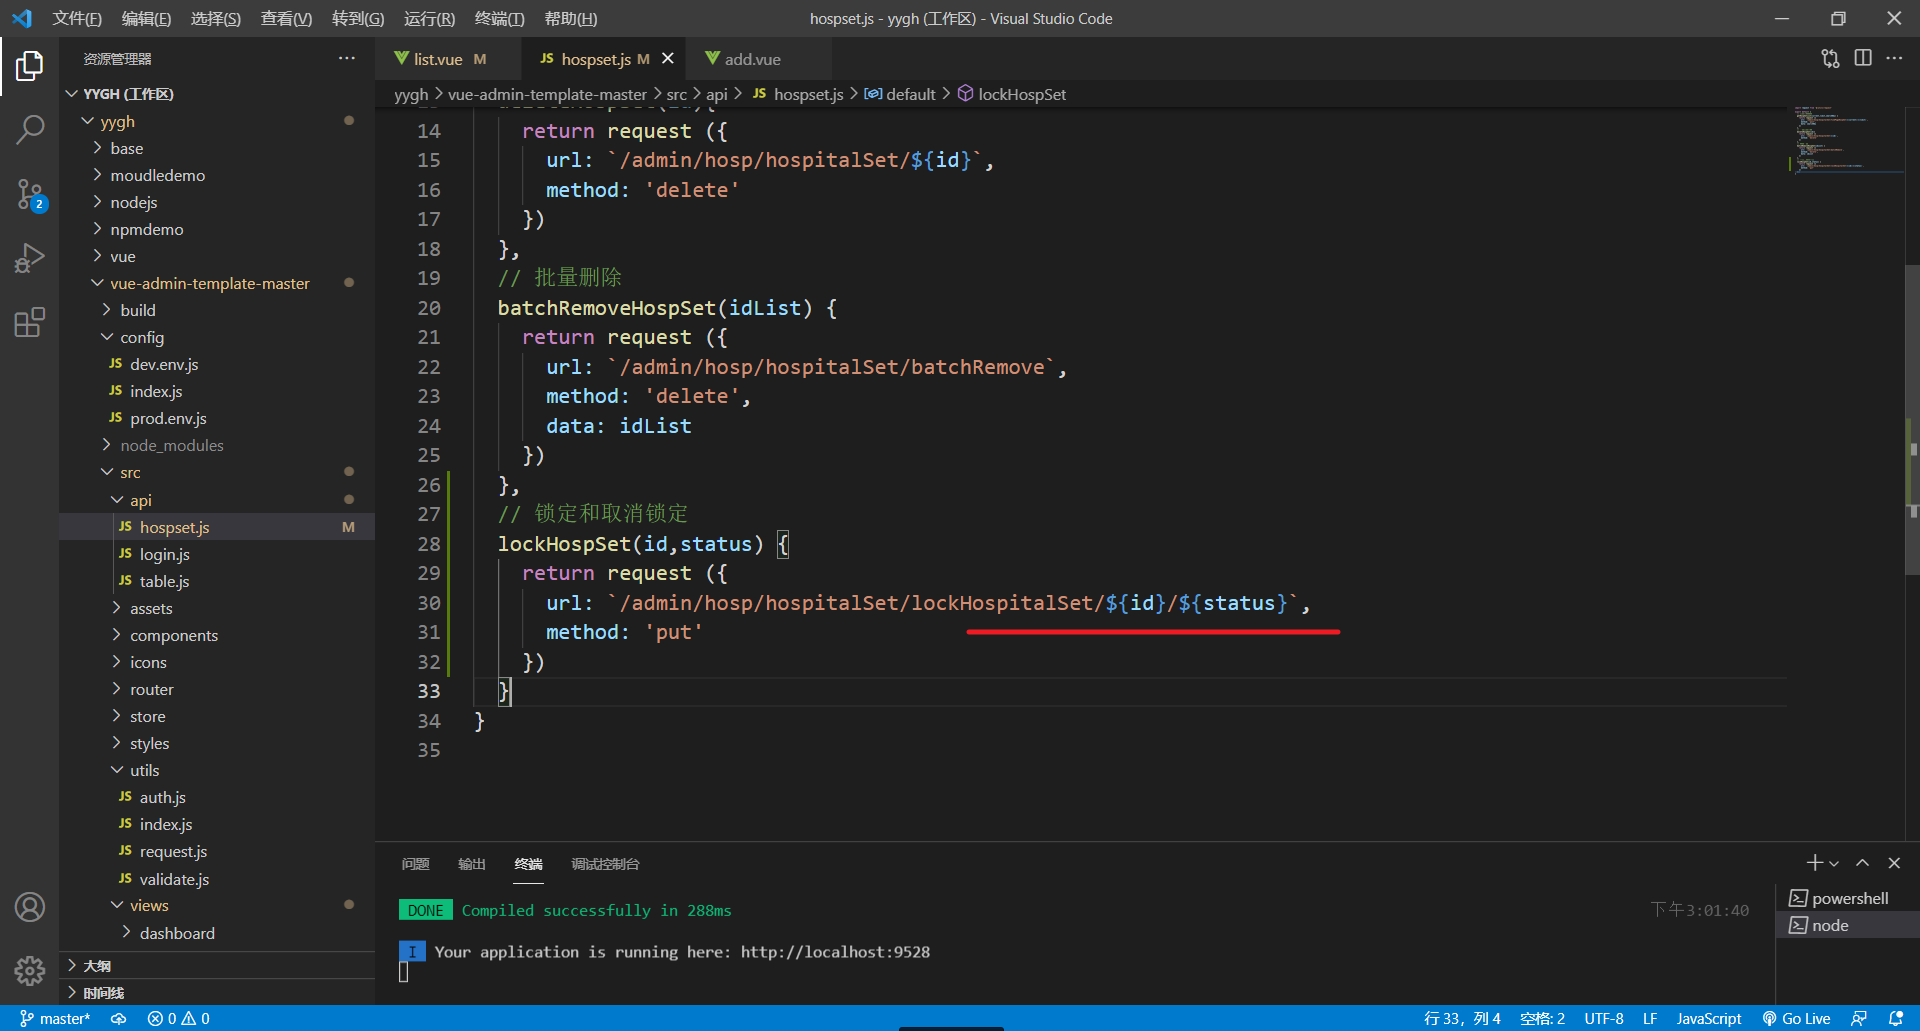 文件(F) 编辑(E) 选择(S) 查看(V) 转到(G) 运行(R) 终端(T) 帮助(H)
hospset.js - yygh (工作区) - Visual Studio Code
资源管理器
YYGH (工作区)
yygh
base
moudledemo
nodejs
npmdemo
vue
vue-admin-template-master
build
config
JS dev.env.js
JS index.js
JS prod.env.js
node_modules
src
api
JS hospset.js M
JS login.js
JS table.js
assets
components
icons
router
store
styles
utils
JS auth.js
JS index.js
JS request.js
JS validate.js
views
dashboard
大纲
时间线
2
list.vue M
JS hospset.js M
add.vue
yygh > vue-admin-template-master > src > api > JS hospset.js > default > lockHospSet
14 return request ({
15 url: `/admin/hosp/hospitalSet/${id}`,
16 method: 'delete'
17 })
18 },
19 // 批量删除
20 batchRemoveHospSet(idList) {
21 return request ({
22 url: `/admin/hosp/hospitalSet/batchRemove`,
23 method: 'delete',
24 data: idList
25 })
26 },
27 // 锁定和取消锁定
28 lockHospSet(id,status) {
29 return request ({
30 url: `/admin/hosp/hospitalSet/lockHospitalSet/${id}/${status}`,
31 method: 'put'
32 })
33 }
34 }
35
问题 输出 终端 调试控制台
DONE Compiled successfully in 288ms
下午3:01:40
I Your application is running here: http://localhost:9528
powershell
node
master* 0 0
行 33，列 4 空格: 2 UTF-8 LF JavaScript Go Live